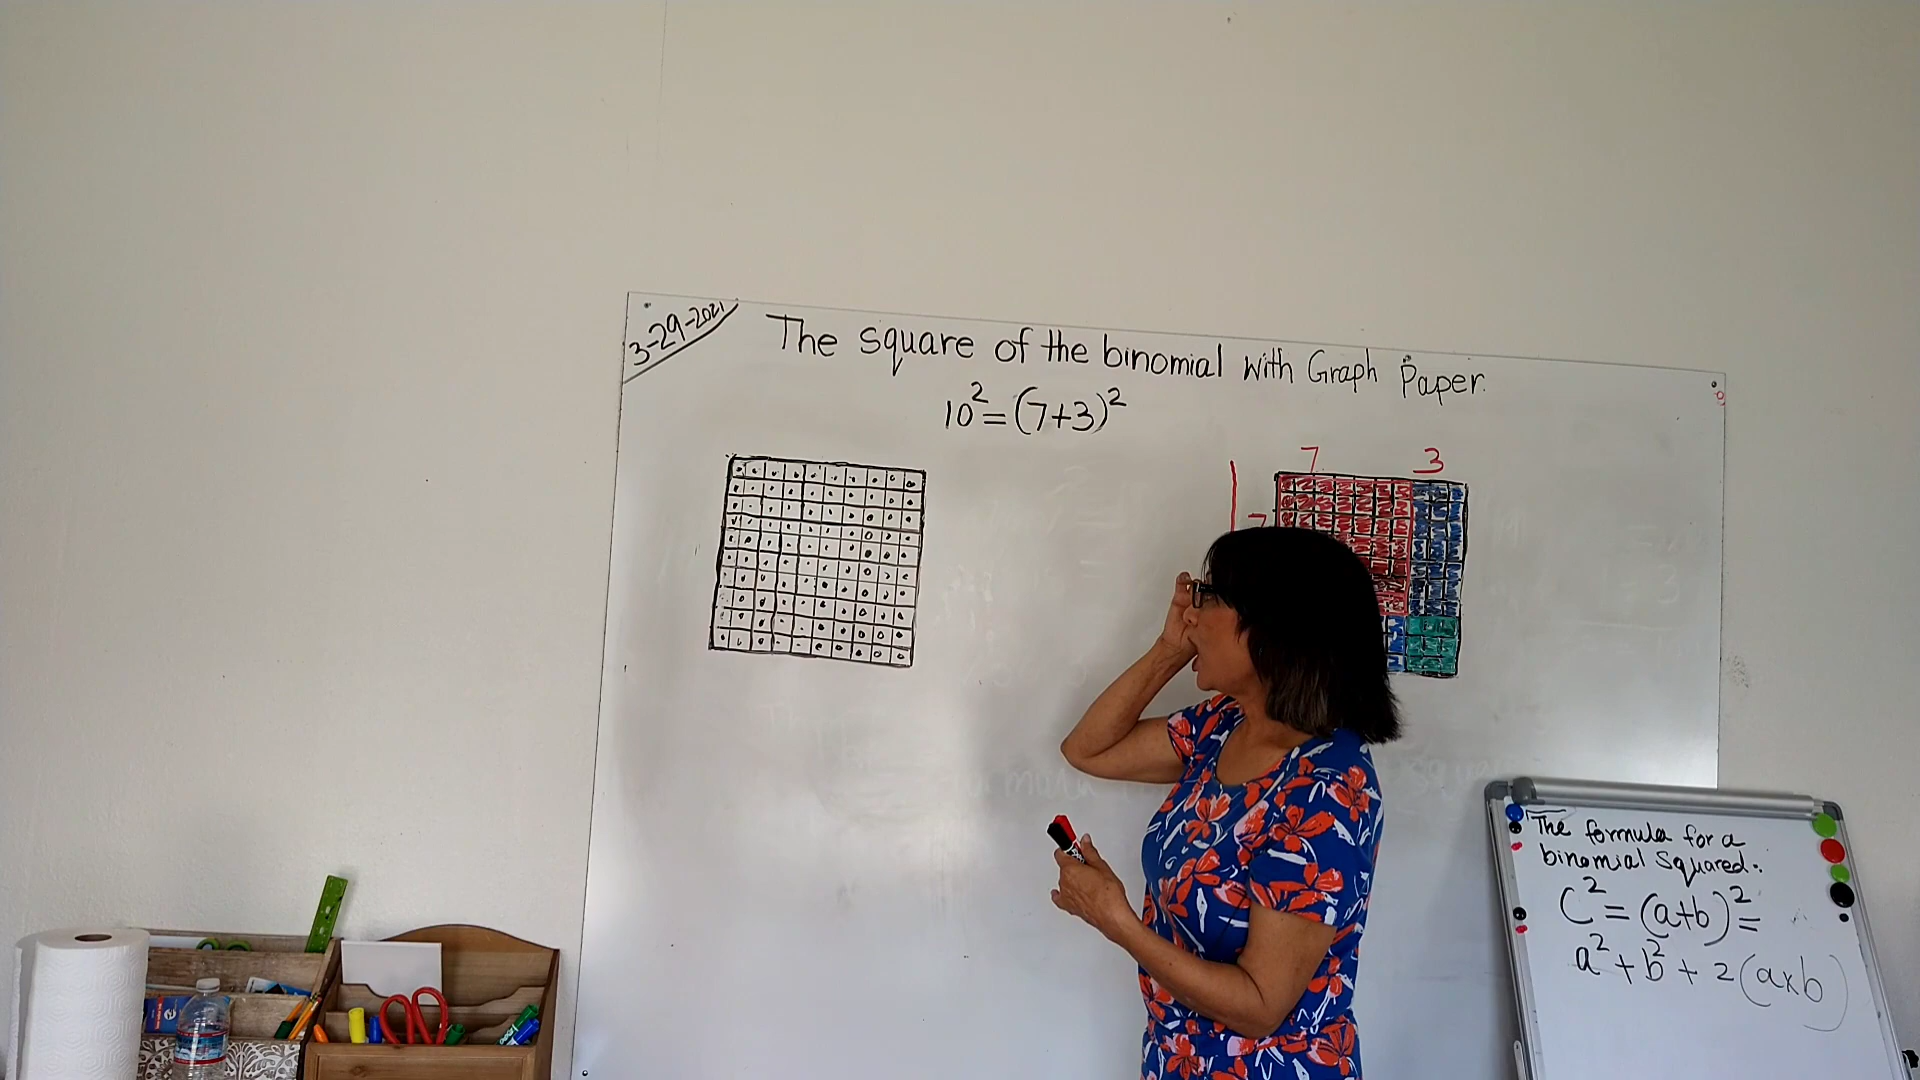 3-29-2021
The square of the binomial with Graph Paper.
10²=(7+3)²
7 3
7
The formula for a
binomial squared:
C²=(a+b)²=
a²+b²+2(a×b)